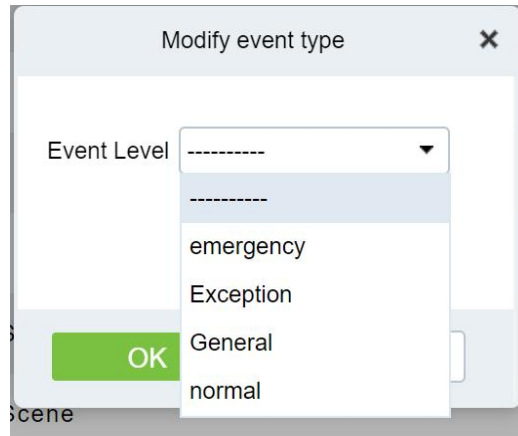 Modify event type ×
Event Level ----------
----------
emergency
Exception
General
OK
normal
Scene